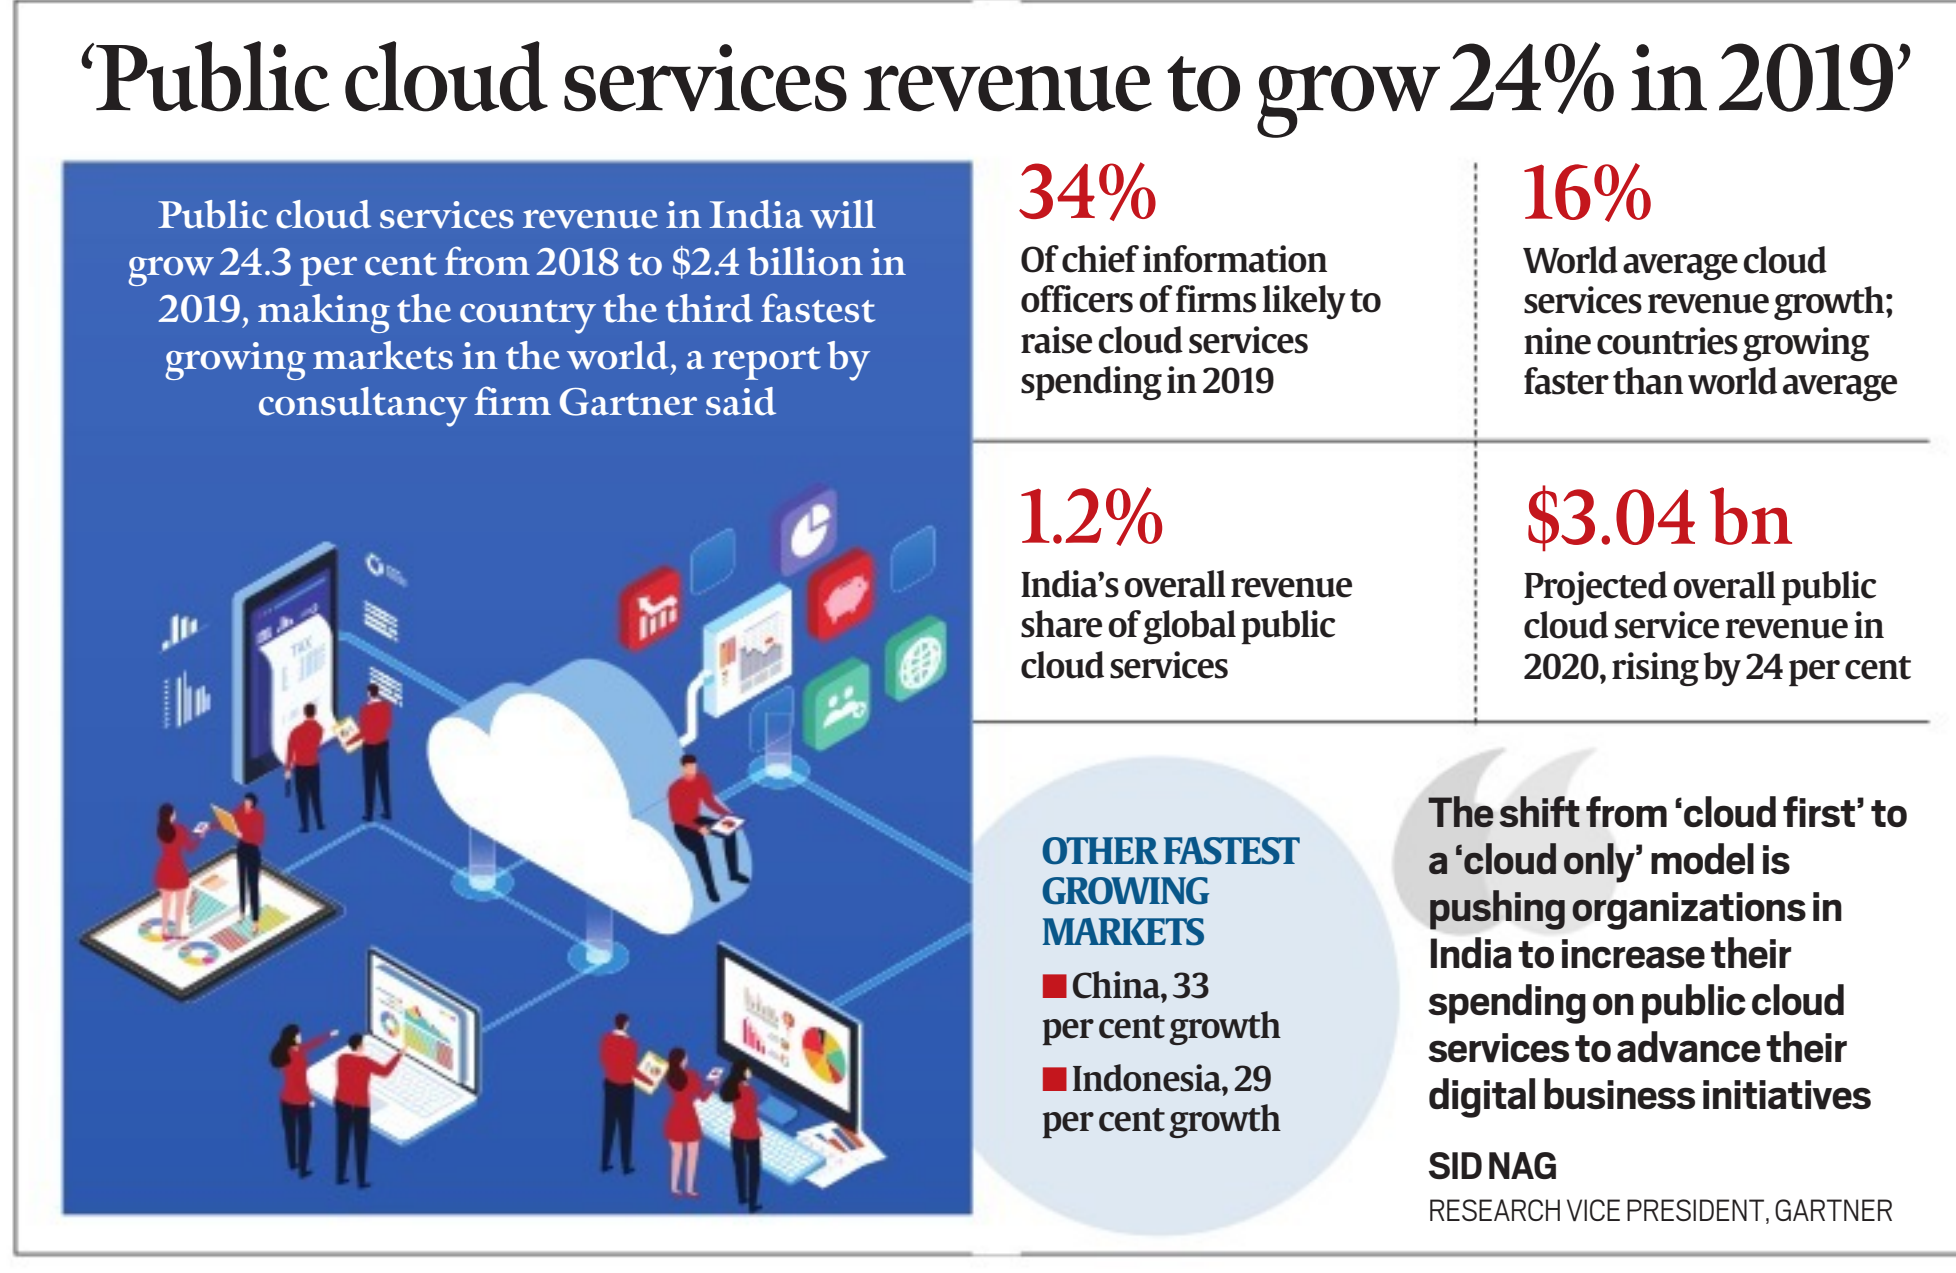 ‘Public cloud services revenue to grow 24% in 2019’
Public cloud services revenue in India will
grow 24.3 per cent from 2018 to $2.4 billion in
2019, making the country the third fastest
growing markets in the world, a report by
consultancy firm Gartner said
TAX
34%
Of chief information
officers of firms likely to
raise cloud services
spending in 2019
16%
World average cloud
services revenue growth;
nine countries growing
faster than world average
1.2%
India’s overall revenue
share of global public
cloud services
$3.04 bn
Projected overall public
cloud service revenue in
2020, rising by 24 per cent
OTHER FASTEST
GROWING
MARKETS
China, 33
per cent growth
Indonesia, 29
per cent growth
The shift from ‘cloud first’ to
a ‘cloud only’ model is
pushing organizations in
India to increase their
spending on public cloud
services to advance their
digital business initiatives
SID NAG
RESEARCH VICE PRESIDENT, GARTNER